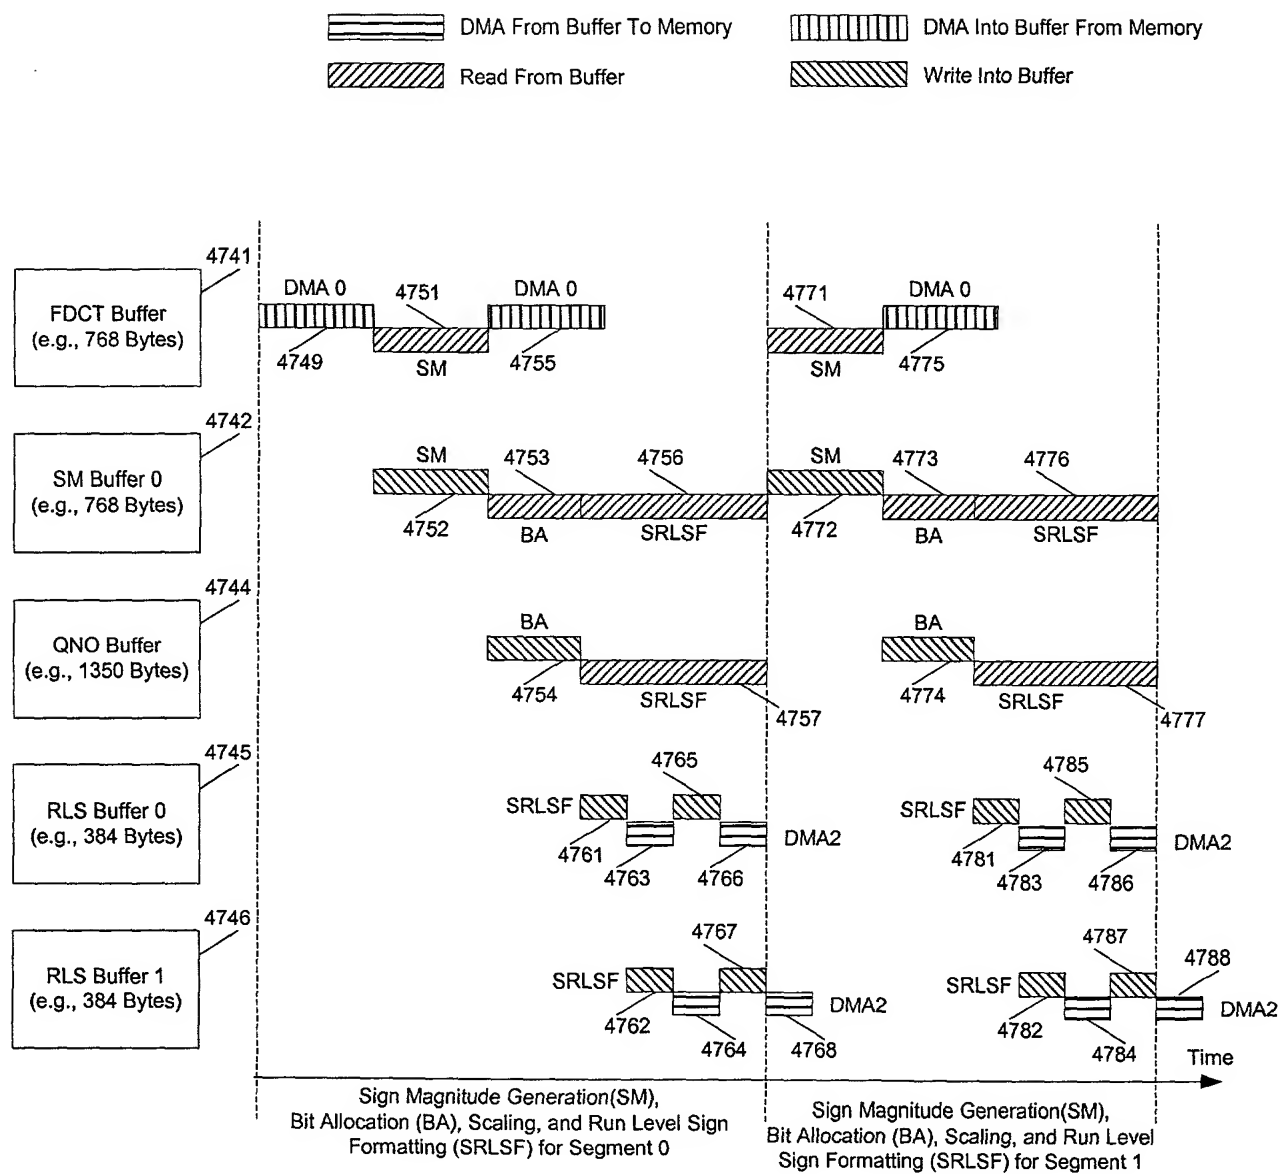 DMA From Buffer To Memory
DMA Into Buffer From Memory
Read From Buffer
Write Into Buffer
4741
FDCT Buffer
(e.g., 768 Bytes)
DMA 0
4749
4751
SM
DMA 0
4755
4771
SM
DMA 0
4775
4742
SM Buffer 0
(e.g., 768 Bytes)
SM
4752
4753
BA
4756
SRLSF
SM
4772
4773
BA
4776
SRLSF
4744
QNO Buffer
(e.g., 1350 Bytes)
BA
4754
SRLSF
4757
BA
4774
SRLSF
4777
4745
RLS Buffer 0
(e.g., 384 Bytes)
SRLSF
4761
4763
4765
4766
DMA2
SRLSF
4781
4783
4785
4786
DMA2
4746
RLS Buffer 1
(e.g., 384 Bytes)
SRLSF
4762
4764
4767
4768
DMA2
SRLSF
4782
4784
4787
4788
DMA2
Time
Sign Magnitude Generation(SM),
Bit Allocation (BA), Scaling, and Run Level Sign
Formatting (SRLSF) for Segment 0
Sign Magnitude Generation(SM),
Bit Allocation (BA), Scaling, and Run Level
Sign Formatting (SRLSF) for Segment 1